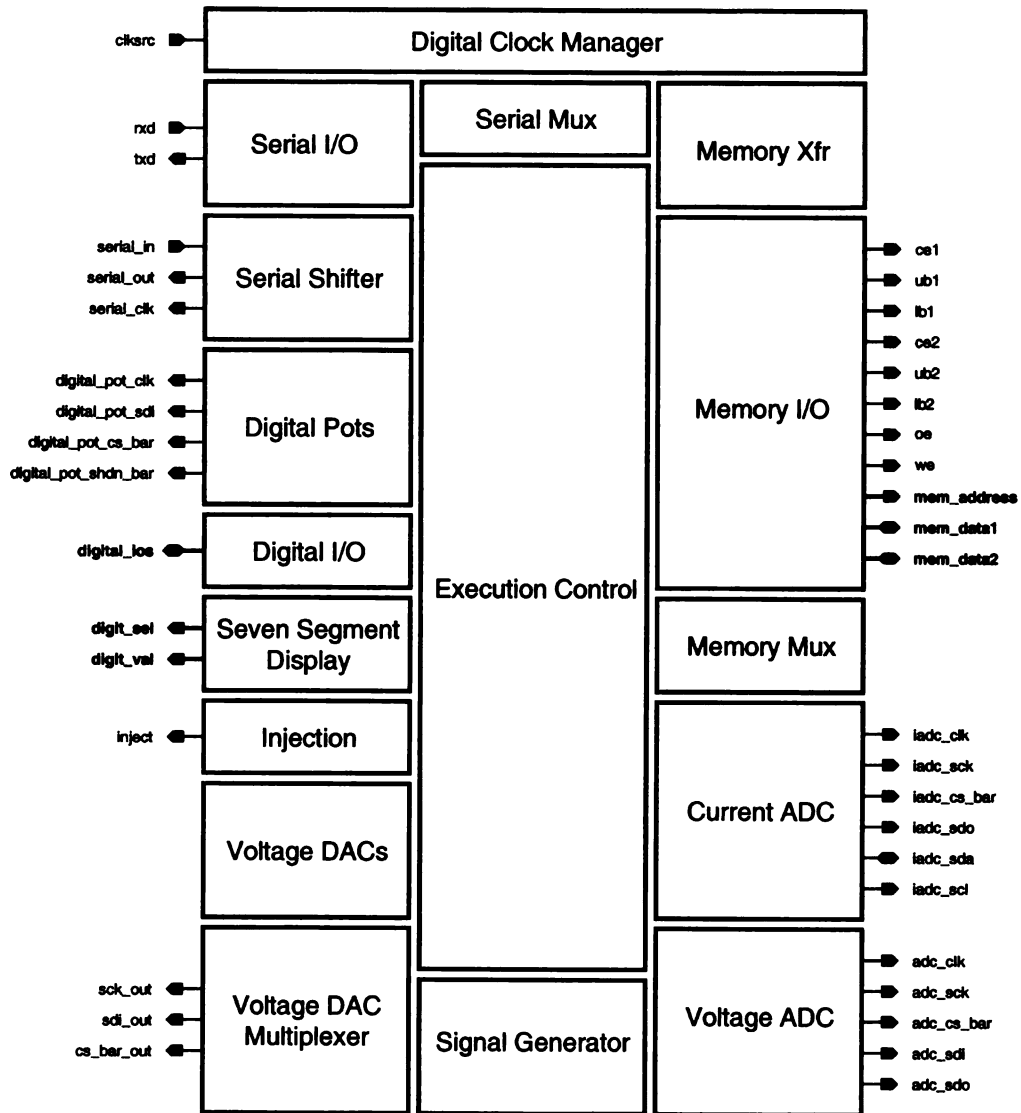 clksrc
Digital Clock Manager
rxd
txd
Serial I/O
Serial Mux
Memory Xfr
serial_in
serial_out
serial_clk
Serial Shifter
digital_pot_clk
digital_pot_sdi
digital_pot_cs_bar
digital_pot_shdn_bar
Digital Pots
digital_ios
Digital I/O
digit_sel
digit_val
Seven Segment
Display
inject
Injection
Voltage DACs
sck_out
sdi_out
cs_bar_out
Voltage DAC
Multiplexer
Execution Control
Signal Generator
Memory I/O
cs1
ub1
lb1
cs2
ub2
lb2
oe
we
mem_address
mem_data1
mem_data2
Memory Mux
Current ADC
iadc_clk
iadc_sck
iadc_cs_bar
iadc_sdo
iadc_sda
iadc_scl
Voltage ADC
adc_clk
adc_sck
adc_cs_bar
adc_sdi
adc_sdo